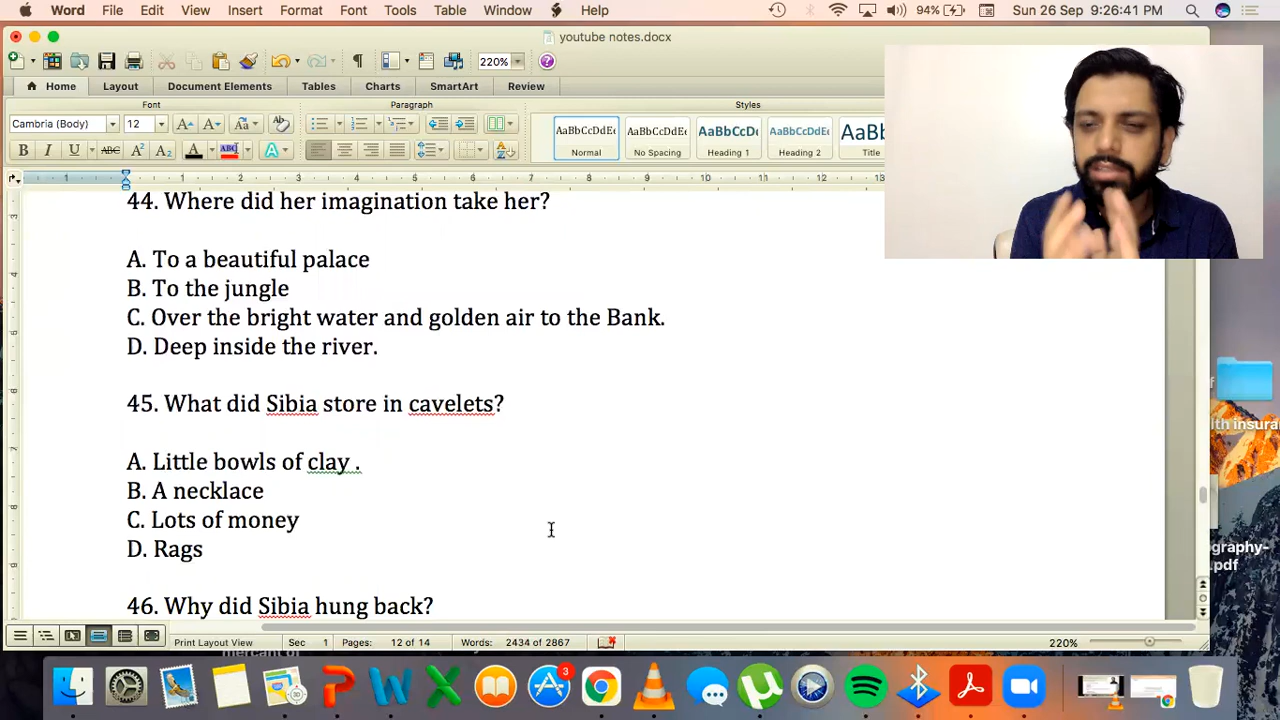 Word File Edit View Insert Format Font Tools Table Window Help 94% Sun 26 Sep 9:26:41 PM
youtube notes.docx
220%
Home Layout Document Elements Tables Charts SmartArt Review
Font Paragraph Styles
Cambria (Body) 12
AaBbCcDdEe AaBbCcDdEe AaBbCcDd AaBbCcDdEe AaBb
Normal No Spacing Heading 1 Heading 2 Title
44. Where did her imagination take her?
A. To a beautiful palace
B. To the jungle
C. Over the bright water and golden air to the Bank.
D. Deep inside the river.
45. What did Sibia store in cavelets?
A. Little bowls of clay .
B. A necklace
C. Lots of money
D. Rags
46. Why did Sibia hung back?
Print Layout View Sec 1 Pages: 12 of 14 Words: 2434 of 2867 220%
ith insura
ography-
.pdf
3